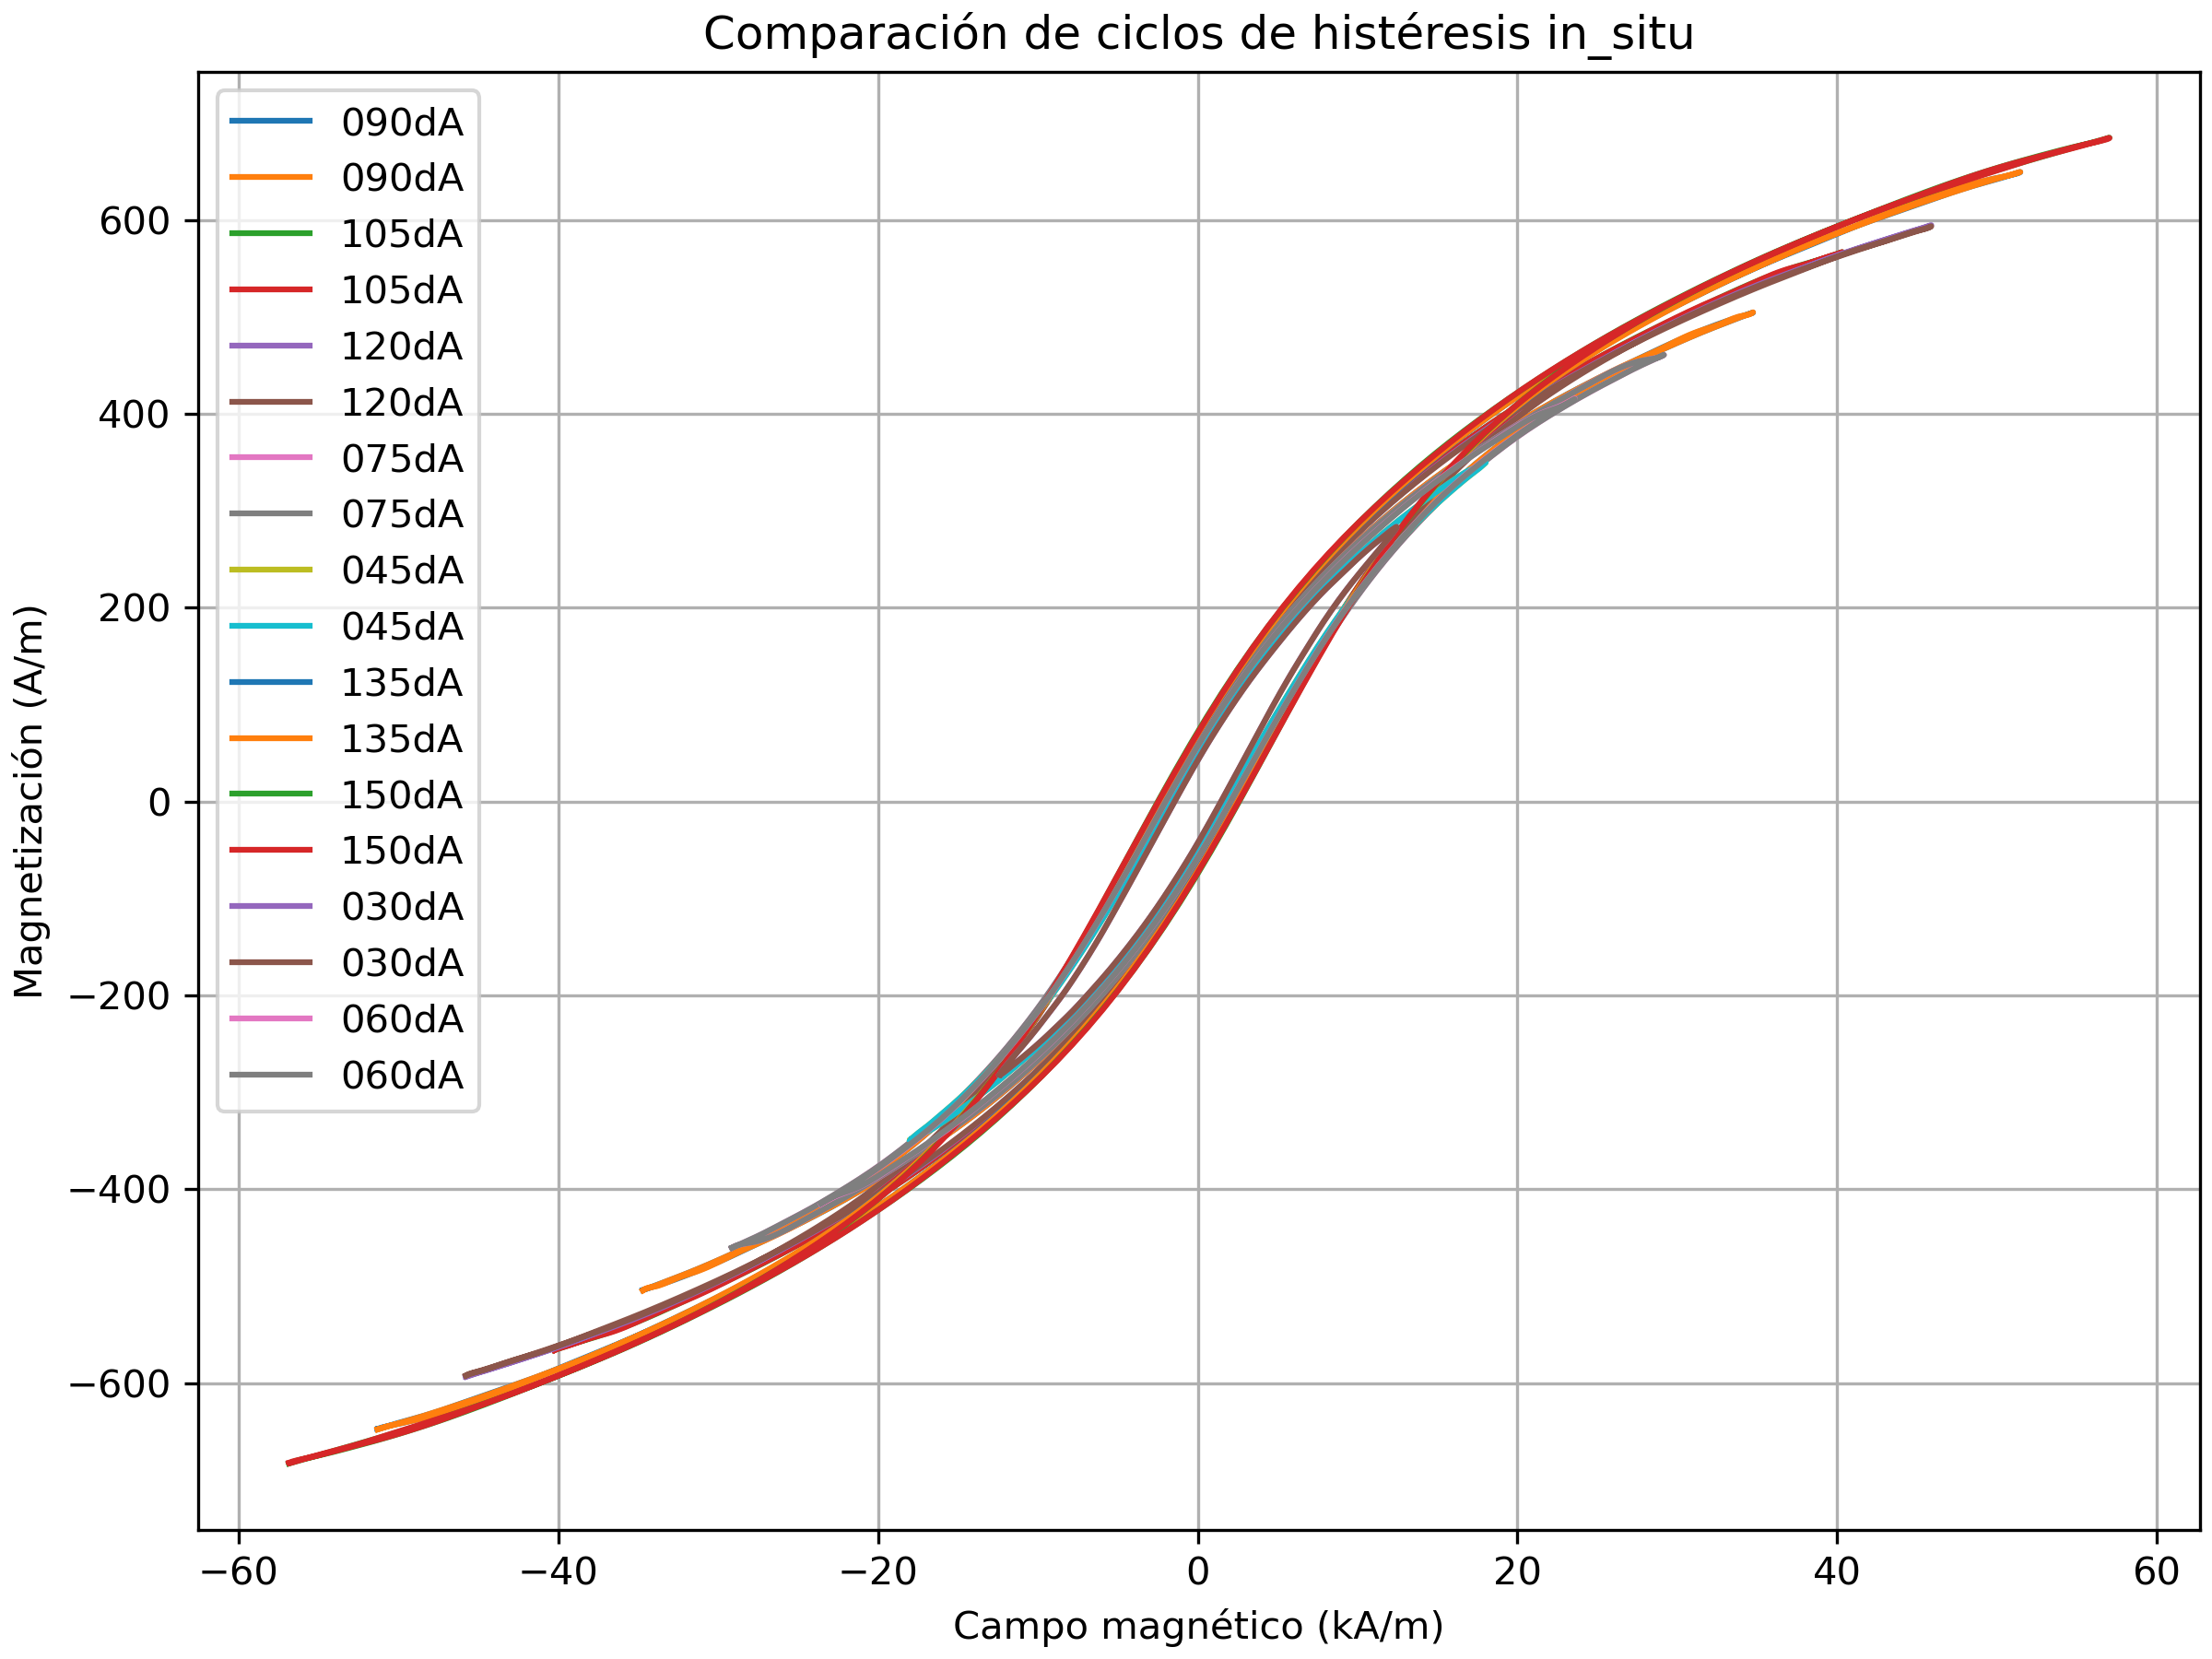 Comparación de ciclos de histéresis in_situ
090dA
090dA
105dA
105dA
120dA
120dA
075dA
075dA
045dA
045dA
135dA
135dA
150dA
150dA
030dA
030dA
060dA
060dA
Magnetización (A/m)
600
400
200
0
−200
−400
−600
−60
−40
−20
0
20
40
60
Campo magnético (kA/m)